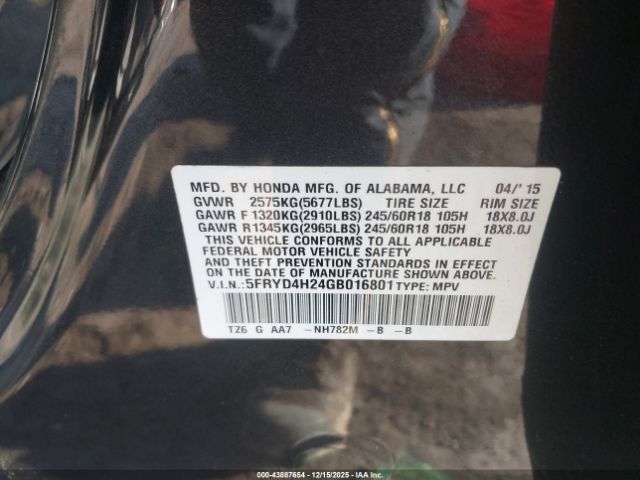 MFD. BY HONDA MFG. OF ALABAMA, LLC 04/'15
GVWR 2575KG(5677LBS) TIRE SIZE RIM SIZE
GAWR F 1320KG(2910LBS) 245/60R18 105H 18X8.0J
GAWR R1345KG(2965LBS) 245/60R18 105H 18X8.0J
THIS VEHICLE CONFORMS TO ALL APPLICABLE
FEDERAL MOTOR VEHICLE SAFETY
AND THEFT PREVENTION STANDARDS IN EFFECT
ON THE DATE OF MANUFACTURE SHOWN ABOVE.
V.I.N.: 5FRYD4H24GB016801 TYPE: MPV
TZ6 G AA7 -NH782M -B -B
000-43887654 | 12/15/2025 | IAAI.COM